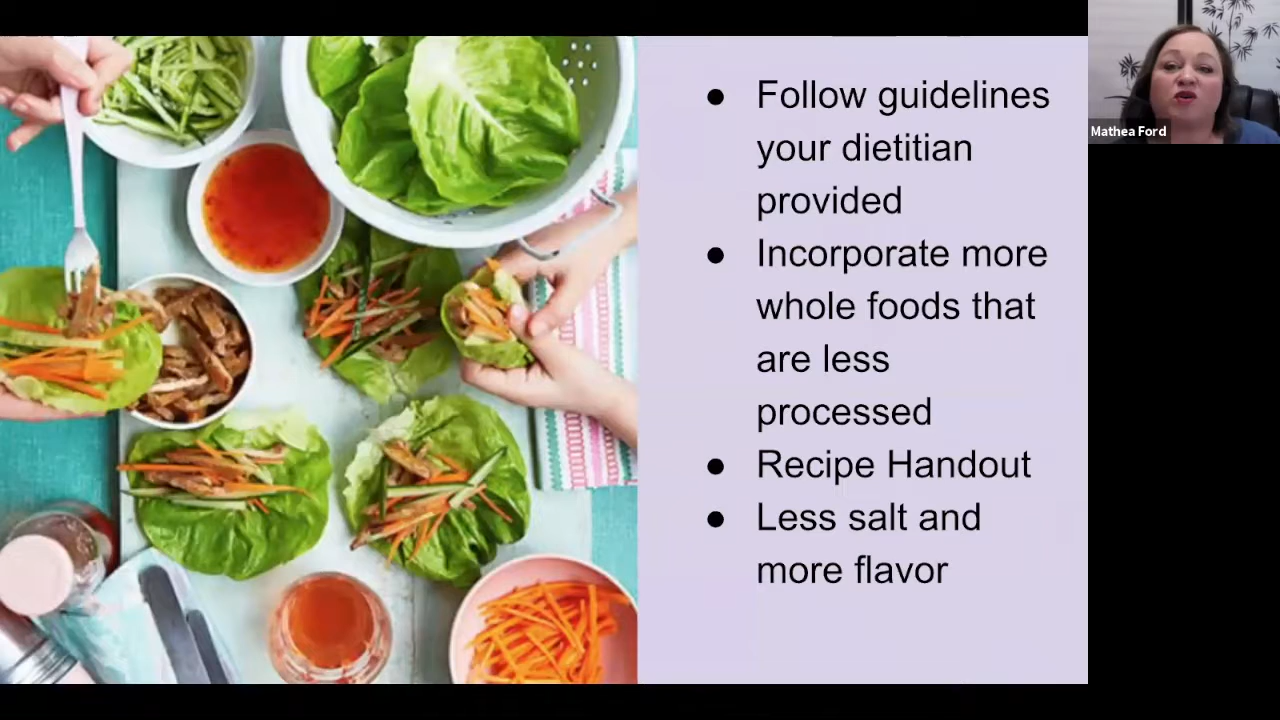 ● Follow guidelines
your dietitian
provided
● Incorporate more
whole foods that
are less
processed
● Recipe Handout
● Less salt and
more flavor
Mathea Ford